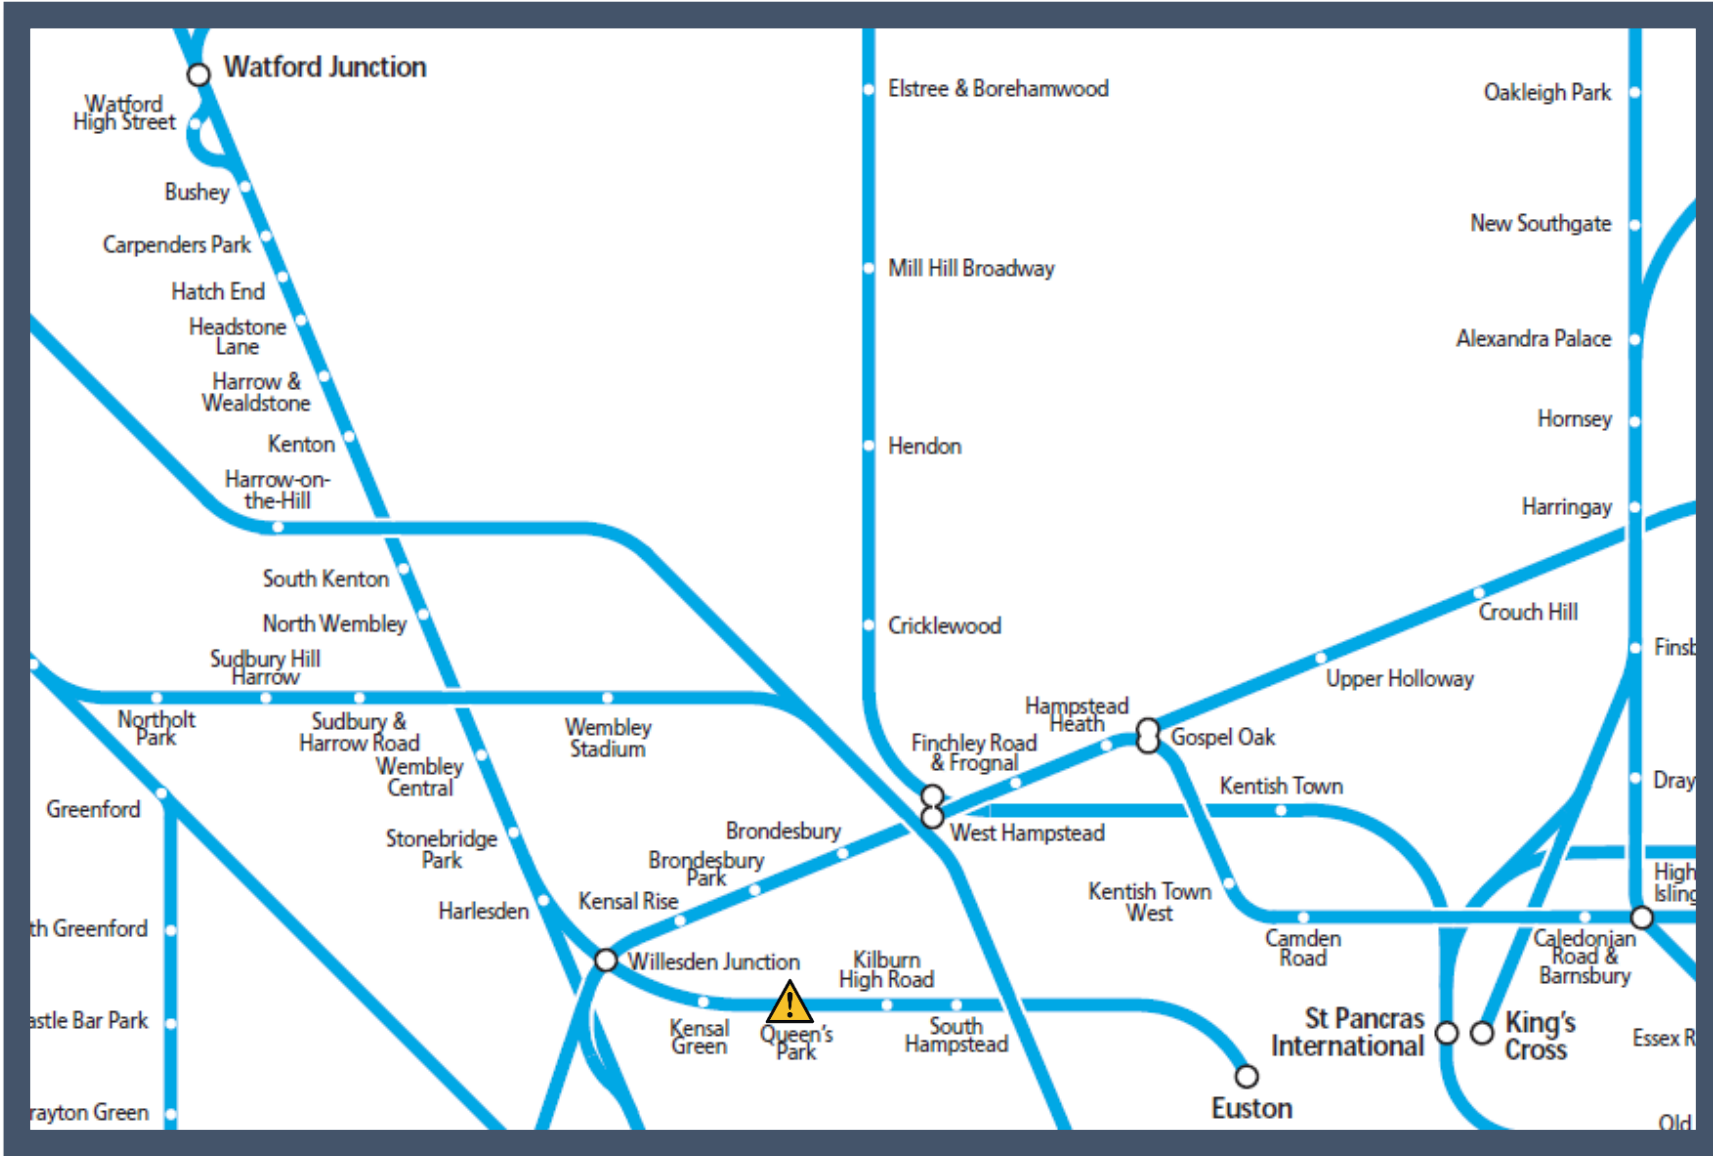 Watford Junction
Watford
High Street
Bushey
Carpenders Park
Hatch End
Headstone
Lane
Harrow &
Wealdstone
Kenton
Harrow-on-
the-Hill
South Kenton
North Wembley
Sudbury Hill
Harrow
Northolt
Park
Sudbury &
Harrow Road
Wembley
Stadium
Wembley
Central
Greenford
Stonebridge
Park
Harlesden
th Greenford
astle Bar Park
rayton Green
Elstree & Borehamwood
Mill Hill Broadway
Hendon
Cricklewood
Hampstead
Heath
Gospel Oak
Finchley Road
& Frognal
West Hampstead
Brondesbury
Brondesbury
Park
Kensal Rise
Willesden Junction
Kensal
Green
!
Queen's
Park
Kilburn
High Road
South
Hampstead
Euston
Kentish Town
Kentish Town
West
Camden
Road
Caledonian
Road &
Barnsbury
St Pancras
International
King's
Cross
Oakleigh Park
New Southgate
Alexandra Palace
Hornsey
Harringay
Crouch Hill
Upper Holloway
Finsb
Dray
High
Isling
Essex R
Old